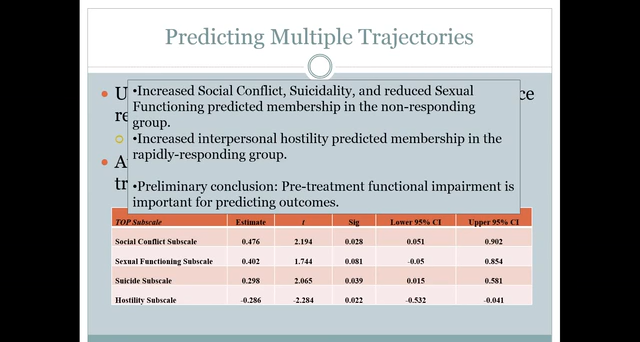 Predicting Multiple Trajectories
•Increased Social Conflict, Suicidality, and reduced Sexual
Functioning predicted membership in the non-responding
group.
•Increased interpersonal hostility predicted membership in the
rapidly-responding group.
•Preliminary conclusion: Pre-treatment functional impairment is
important for predicting outcomes.
TOP Subscale Estimate t Sig Lower 95% CI Upper 95% CI
Social Conflict Subscale 0.476 2.194 0.028 0.051 0.902
Sexual Functioning Subscale 0.402 1.744 0.081 -0.05 0.854
Suicide Subscale 0.298 2.065 0.039 0.015 0.581
Hostility Subscale -0.286 -2.284 0.022 -0.532 -0.041